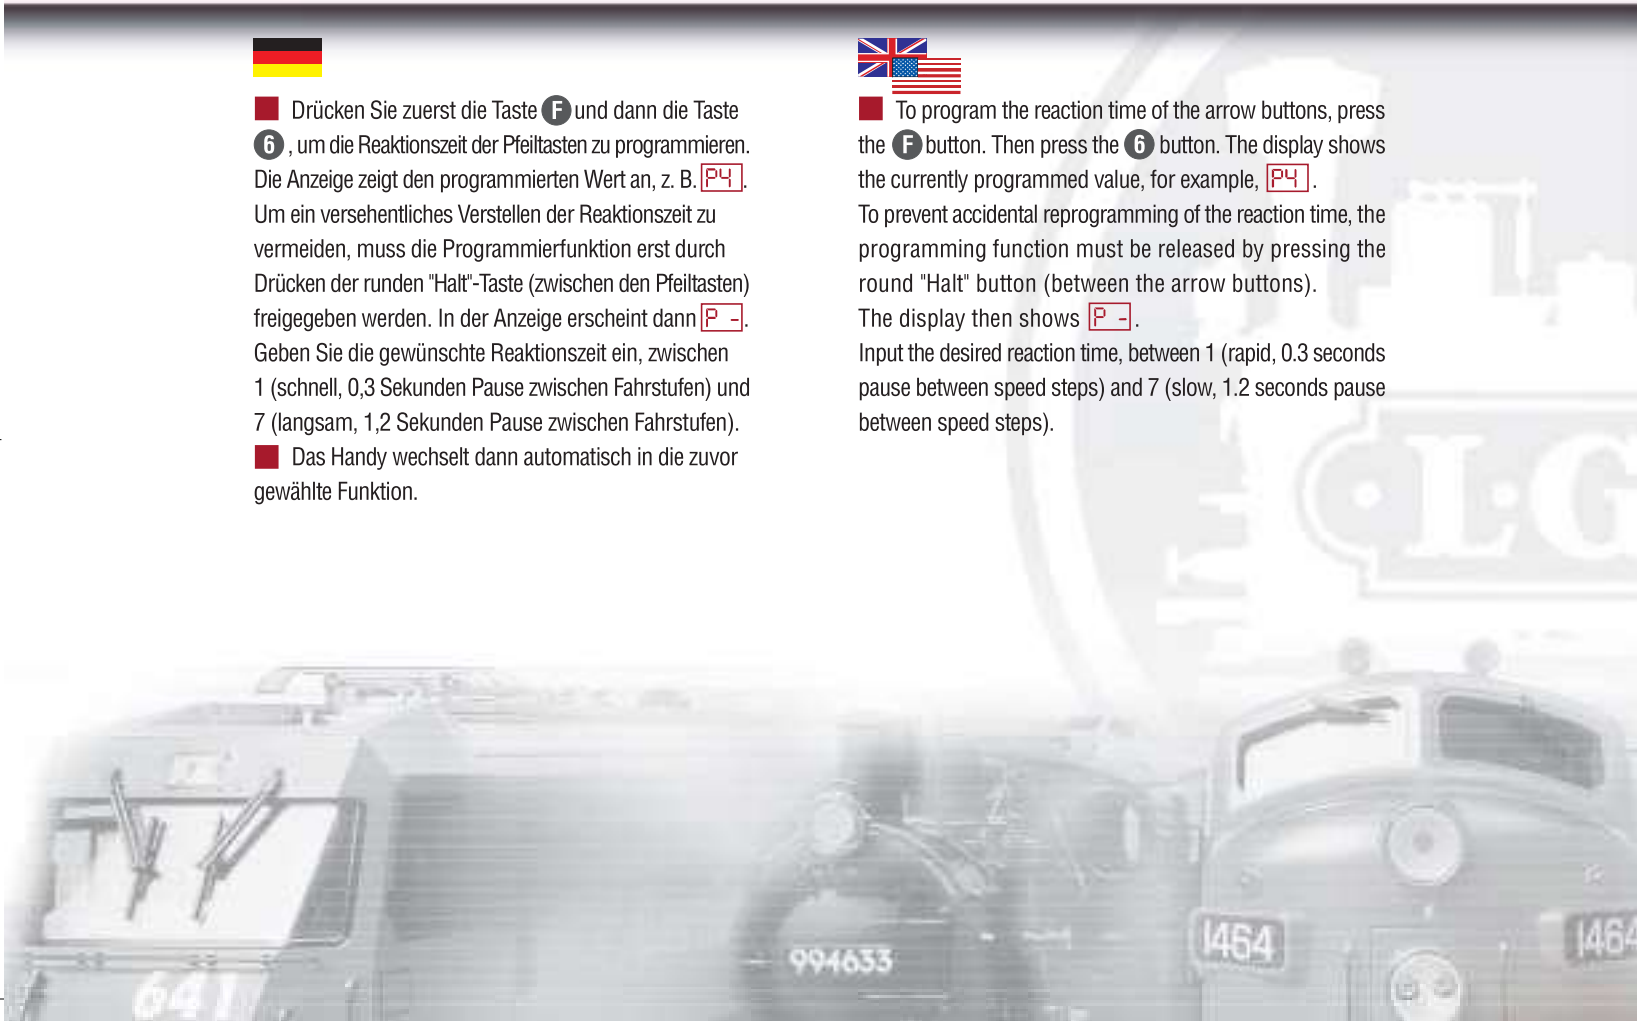 ■ Drücken Sie zuerst die Taste F und dann die Taste
6 , um die Reaktionszeit der Pfeiltasten zu programmieren.
Die Anzeige zeigt den programmierten Wert an, z. B. P4 .
Um ein versehentliches Verstellen der Reaktionszeit zu
vermeiden, muss die Programmierfunktion erst durch
Drücken der runden "Halt"-Taste (zwischen den Pfeiltasten)
freigegeben werden. In der Anzeige erscheint dann P - .
Geben Sie die gewünschte Reaktionszeit ein, zwischen
1 (schnell, 0,3 Sekunden Pause zwischen Fahrstufen) und
7 (langsam, 1,2 Sekunden Pause zwischen Fahrstufen).
■ Das Handy wechselt dann automatisch in die zuvor
gewählte Funktion.
■ To program the reaction time of the arrow buttons, press
the F button. Then press the 6 button. The display shows
the currently programmed value, for example, P4 .
To prevent accidental reprogramming of the reaction time, the
programming function must be released by pressing the
round "Halt" button (between the arrow buttons).
The display then shows P - .
Input the desired reaction time, between 1 (rapid, 0.3 seconds
pause between speed steps) and 7 (slow, 1.2 seconds pause
between speed steps).
LG
641
994633
1464
1464